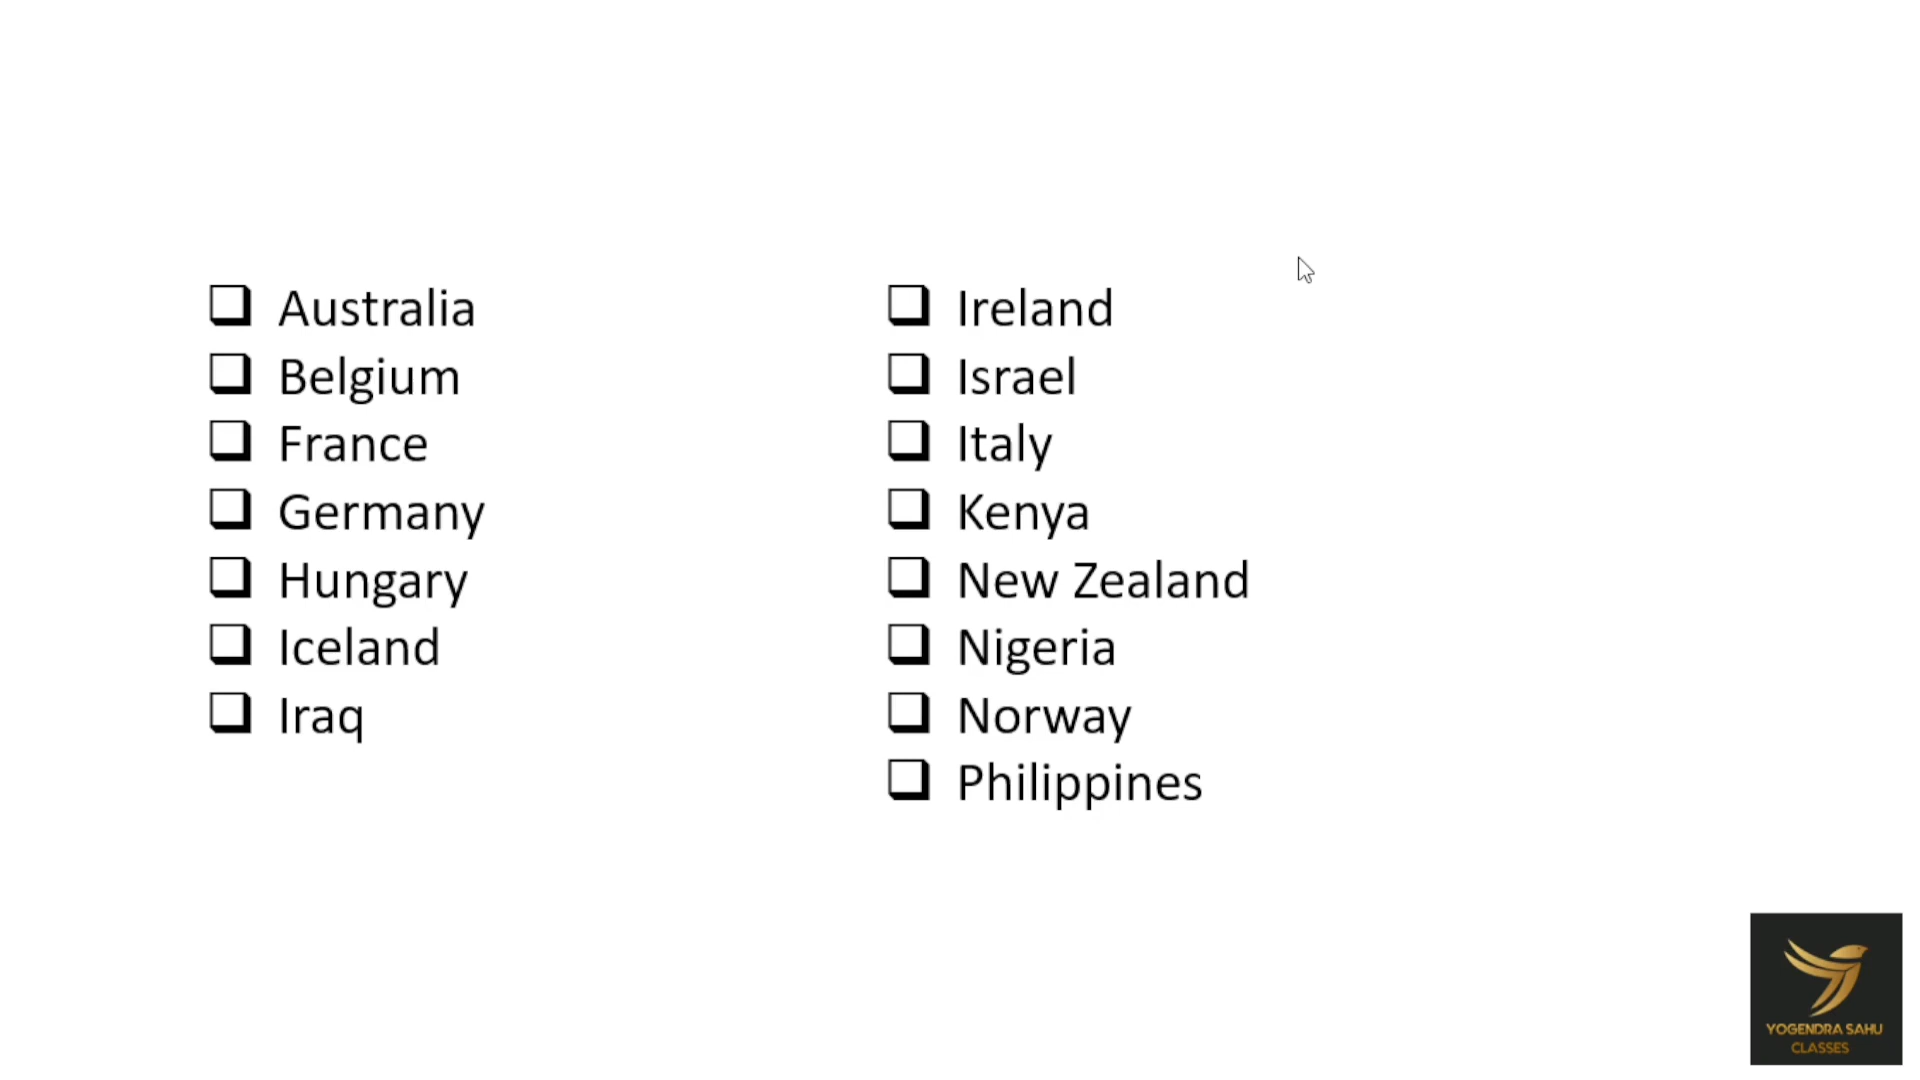 Australia
Belgium
France
Germany
Hungary
Iceland
Iraq
Ireland
Israel
Italy
Kenya
New Zealand
Nigeria
Norway
Philippines
YOGENDRA SAHU
CLASSES